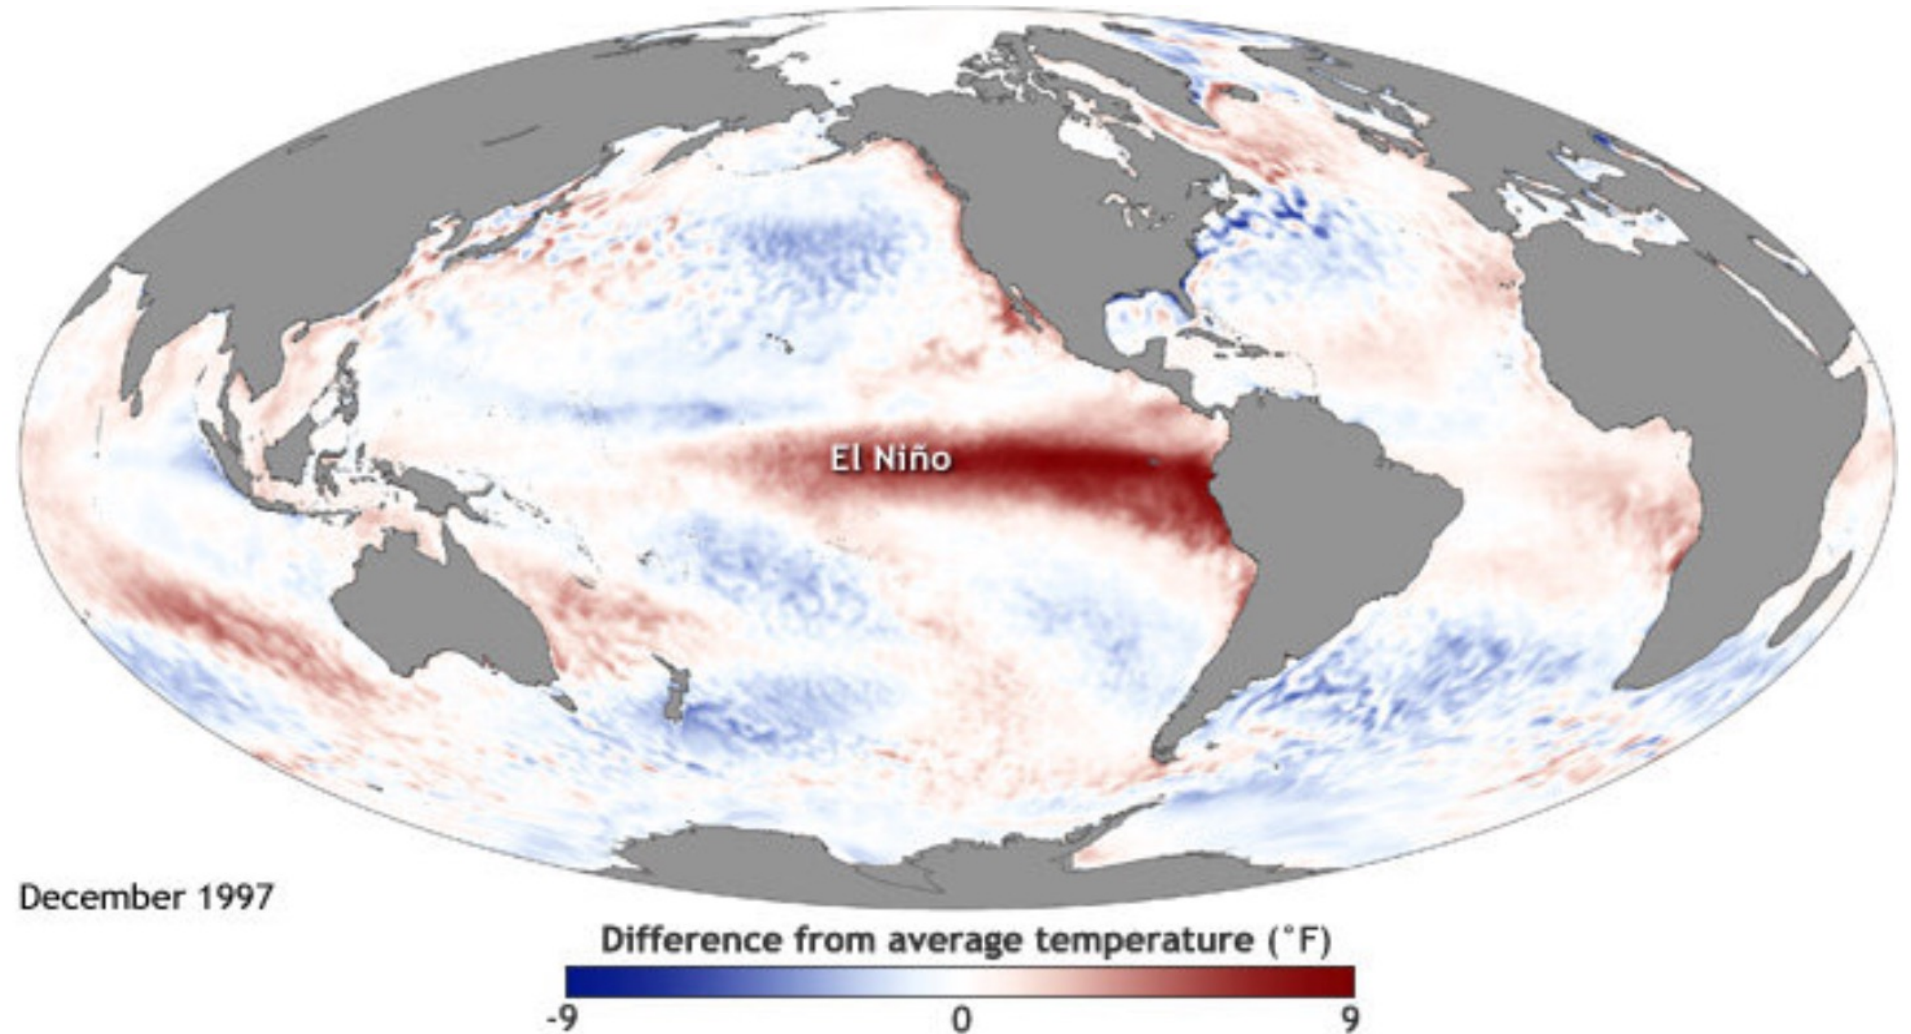 El Niño
December 1997
Difference from average temperature (°F)
-9 0 9